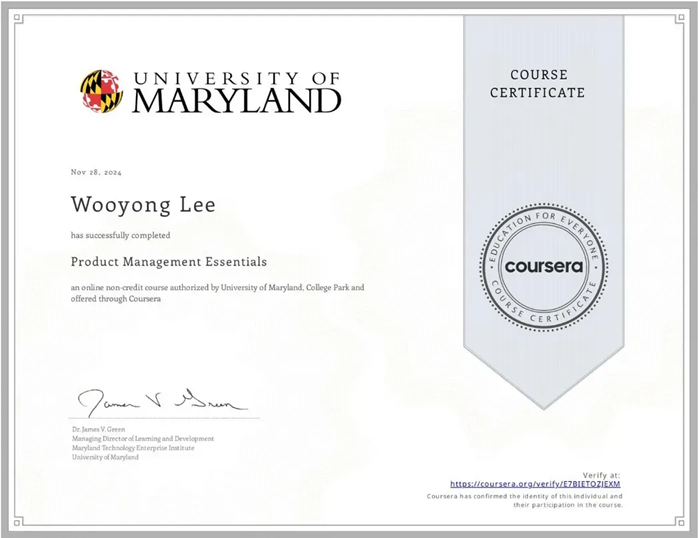 UNIVERSITY OF
MARYLAND
COURSE
CERTIFICATE
Nov 28, 2024
Wooyong Lee
has successfully completed
Product Management Essentials
an online non-credit course authorized by University of Maryland, College Park and
offered through Coursera
EDUCATION FOR EVERYONE
coursera
COURSE CERTIFICATE
James V Green
Dr. James V. Green
Managing Director of Learning and Development
Maryland Technology Enterprise Institute
University of Maryland
Verify at:
https://coursera.org/verify/E7BIETOZJEXM
Coursera has confirmed the identity of this individual and
their participation in the course.